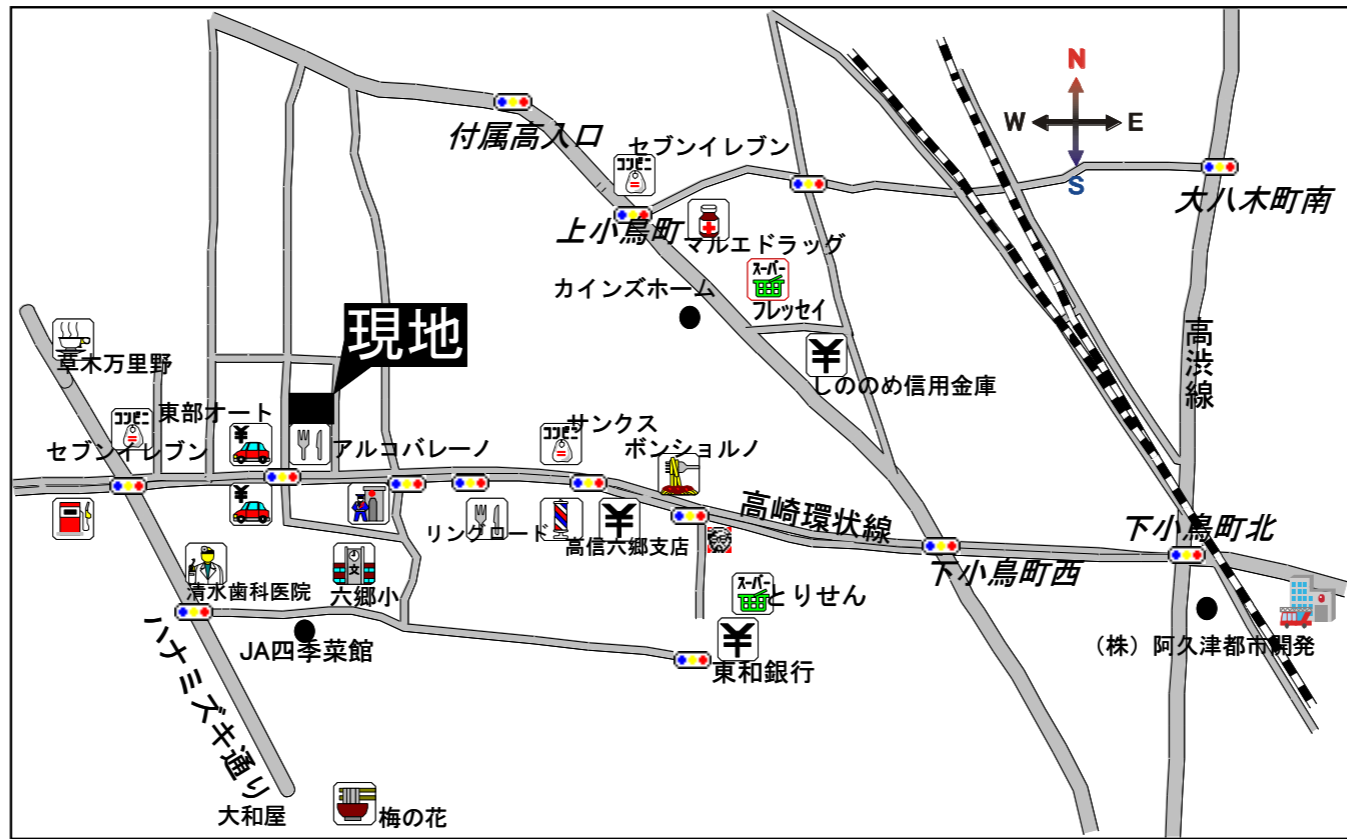 N
W
E
S
付属高入口
セブンイレブン
コンビニ
上小鳥町
大八木町南
マルエドラッグ
カインズホーム
スーパー
フレッセイ
高渋線
現地
¥
しののめ信用金庫
草木万里野
コンビニ
東部オート
¥
セブンイレブン
アルコバレーノ
コンビニ
サンクス
ボンショルノ
¥
リングロード
¥
高信六郷支店
高崎環状線
下小鳥町西
下小鳥町北
清水歯科医院
文
六郷小
スーパー
とりせん
JA四季菜館
¥
東和銀行
(株)阿久津都市開発
ハナミズキ通り
大和屋
梅の花